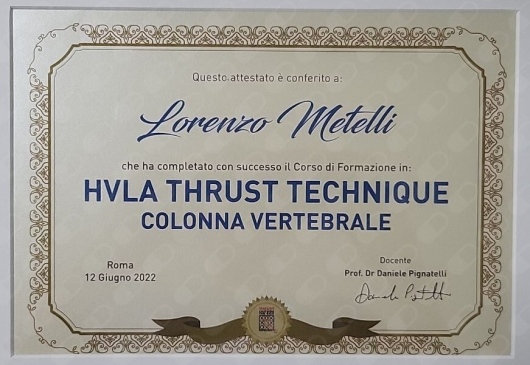 Questo attestato è conferito a:
Lorenzo Metelli
che ha completato con successo il Corso di Formazione in:
HVLA THRUST TECHNIQUE
COLONNA VERTEBRALE
Roma
12 Giugno 2022
Docente
Prof. Dr Daniele Pignatelli